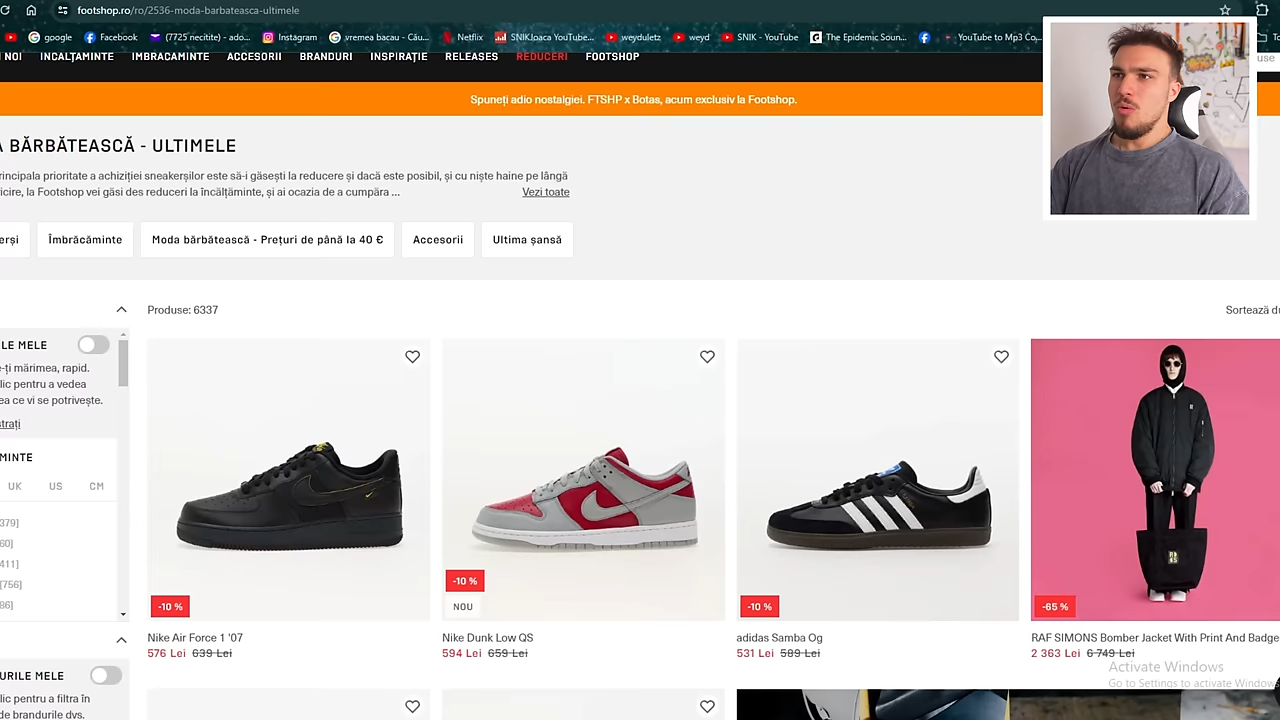 footshop.ro/ro/2536-moda-barbateasca-ultimele
google Facebook (7725 necitite) - ado... Instagram vremea bacau - Cău... Netflix SNIKJoaca YouTube... weyduletz weyd SNIK - YouTube The Epidemic Soun... YouTube to Mp3 Co... To
NOI ÎNCĂLȚĂMINTE ÎMBRĂCĂMINTE ACCESORII BRANDURI INSPIRAȚIE RELEASES REDUCERI FOOTSHOP
use
Spuneți adio nostalgiei. FTSHP x Botas, acum exclusiv la Footshop.
A BĂRBĂTEASCĂ - ULTIMELE
rincipala prioritate a achiziției sneakerșilor este să-i găsești la reducere și dacă este posibil, și cu niște haine pe lângă
ricire, la Footshop vei găsi des reduceri la încălțăminte, și ai ocazia de a cumpăra ... Vezi toate
erși Îmbrăcăminte Moda bărbătească - Prețuri de până la 40 € Accesorii Ultima șansă
Produse: 6337 Sortează du
LE MELE
e-ți mărimea, rapid.
lic pentru a vedea
ea ce vi se potrivește.
strați
MINTE
UK US CM
379]
60]
411]
[756]
86]
-10 %
-10 %
NOU
-10 %
-65 %
Nike Air Force 1 '07
576 Lei 639 Lei
Nike Dunk Low QS
594 Lei 659 Lei
adidas Samba Og
531 Lei 589 Lei
RAF SIMONS Bomber Jacket With Print And Badge
2 363 Lei 6 749 Lei
Activate Windows
Go to Settings to activate Windows
URILE MELE
lic pentru a filtra în
de brandurile dvs.